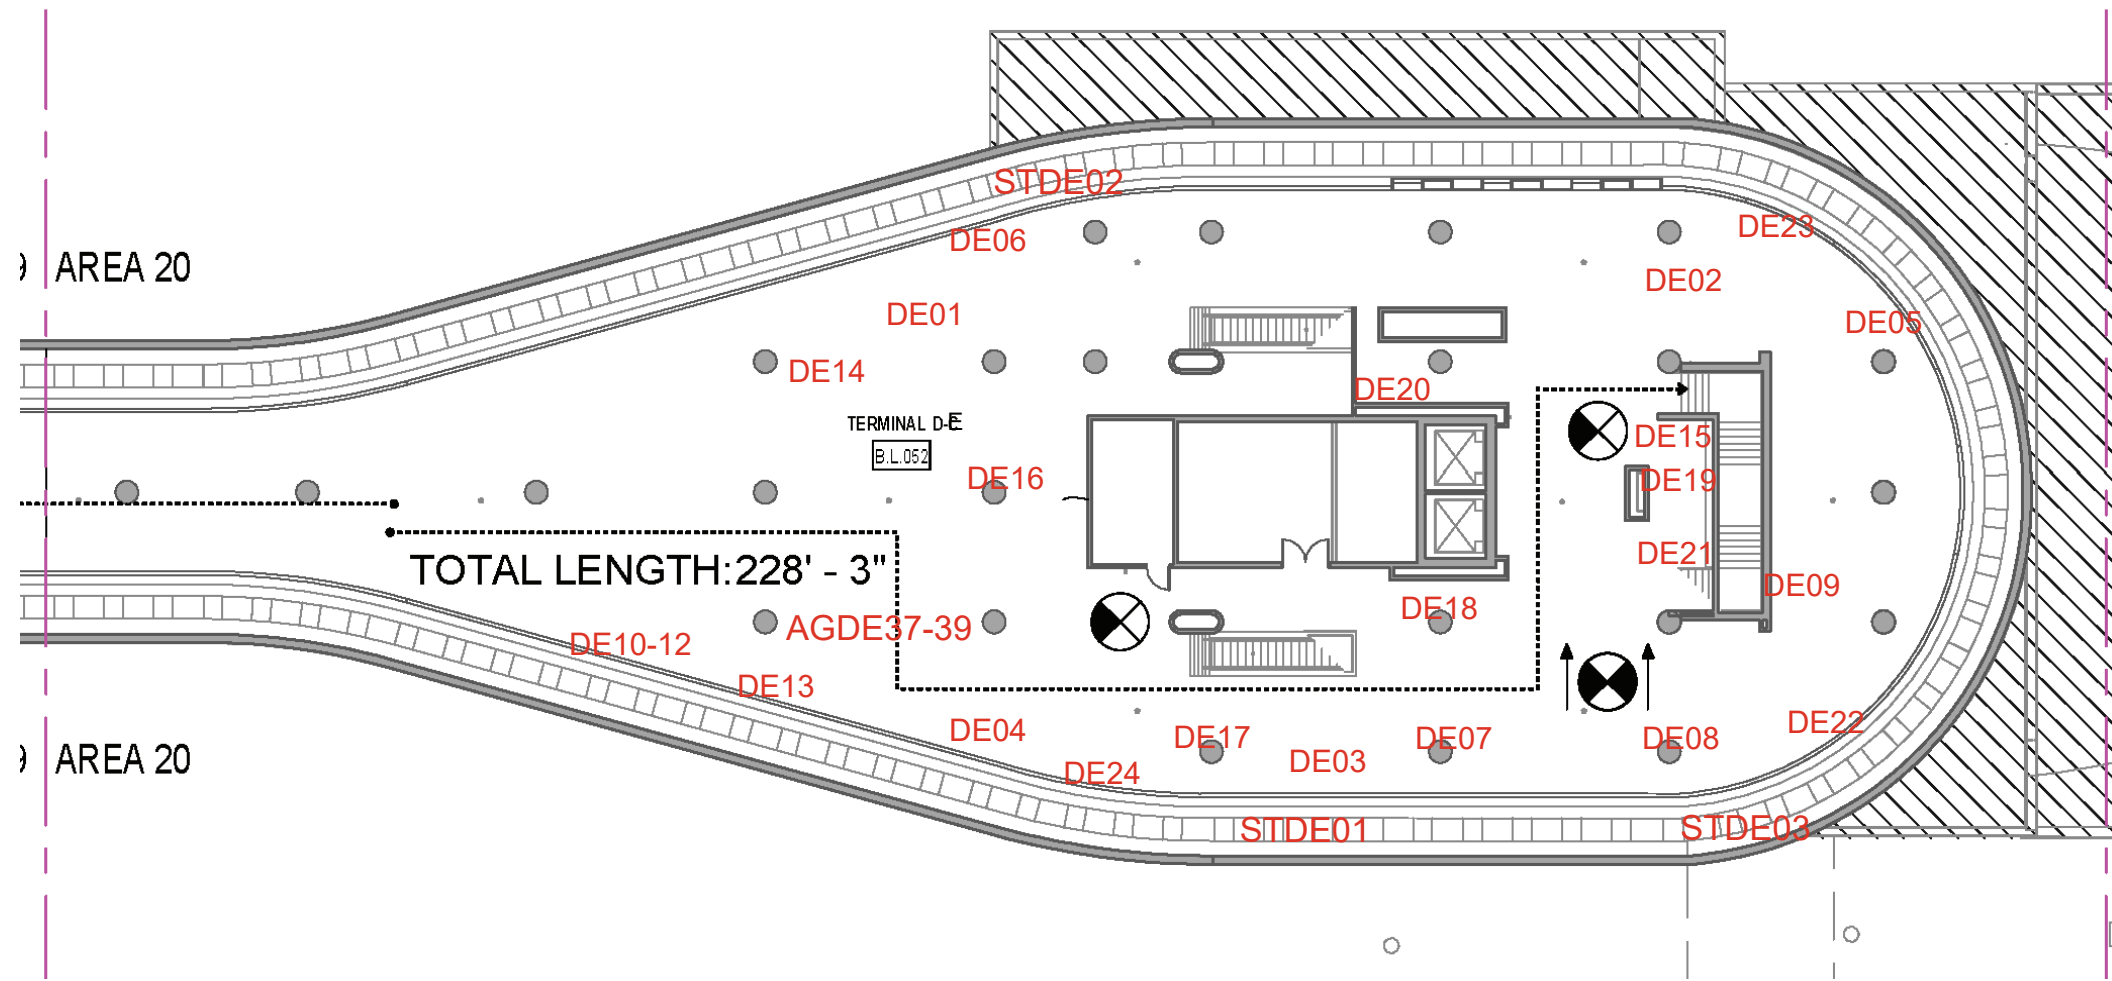 STDE02
DE06
DE23
) AREA 20
DE02
DE01
DE05
DE14
DE20
TERMINAL D-E
B.L.052
DE15
DE16
DE19
DE21
TOTAL LENGTH:228' - 3"
DE09
DE18
AGDE37-39
DE10-12
DE13
DE22
DE04
DE17
DE07
DE08
) AREA 20
DE03
DE24
STDE01
STDE03